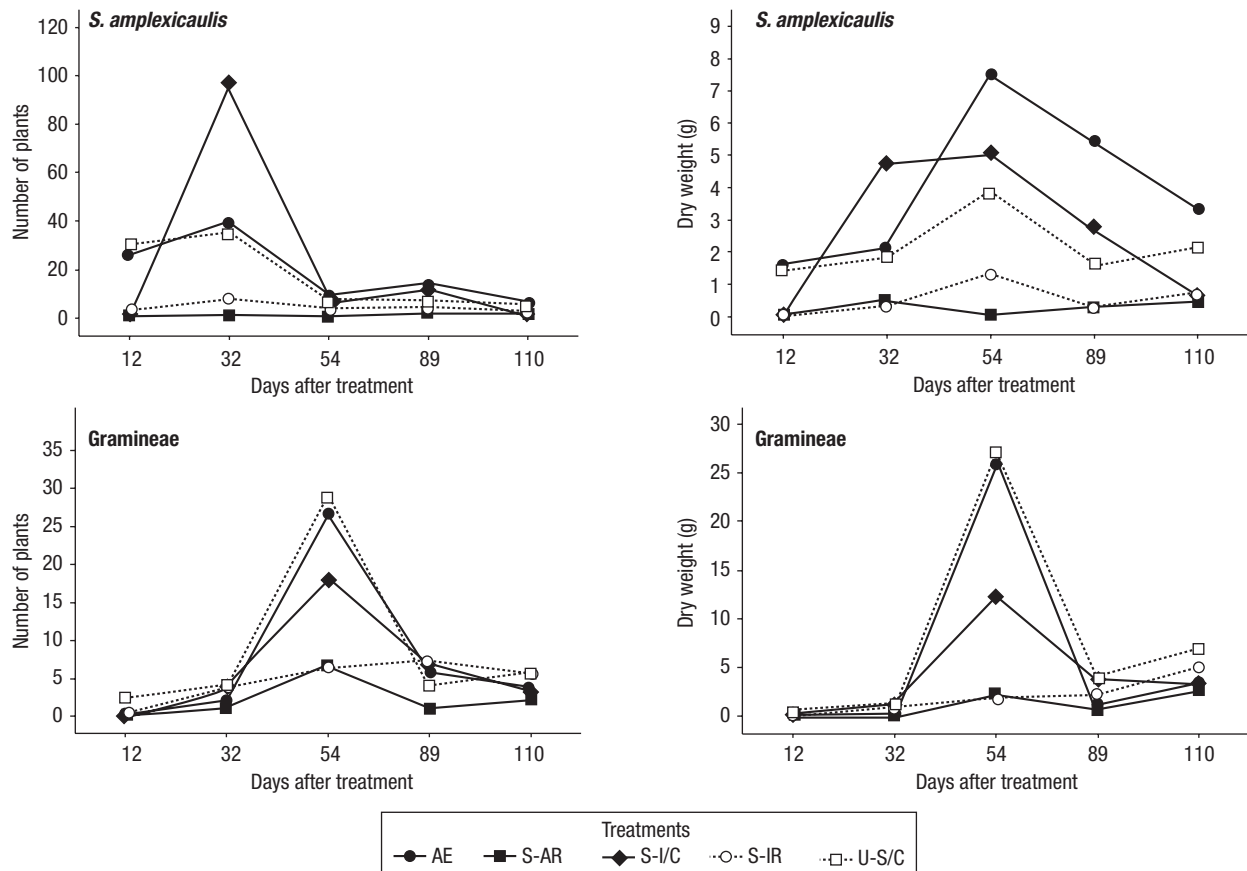 S. amplexicaulis
120
100
80
60
40
20
0
Number of plants
12 32 54 89 110
Days after treatment
S. amplexicaulis
9
8
7
6
5
4
3
2
1
0
Dry weight (g)
12 32 54 89 110
Days after treatment
Gramineae
35
30
25
20
15
10
5
0
Number of plants
12 32 54 89 110
Days after treatment
Gramineae
30
25
20
15
10
5
0
Dry weight (g)
12 32 54 89 110
Days after treatment
Treatments
AE S-AR S-I/C S-IR U-S/C